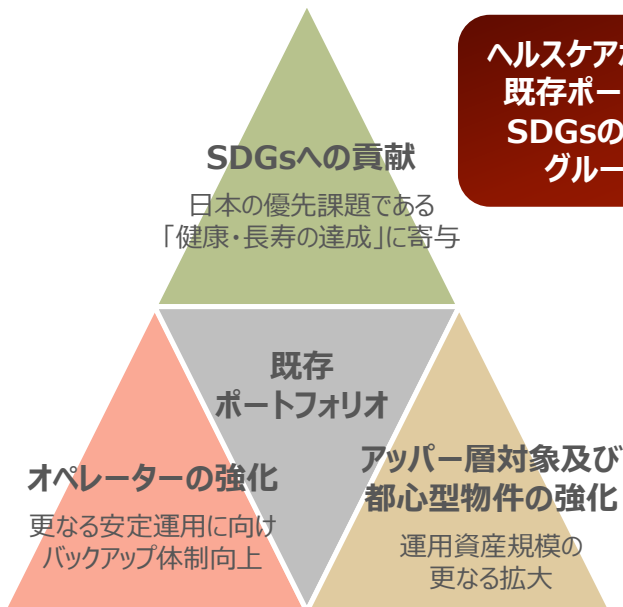 ヘルスケアホ
既存ポー
SDGsの
グルー
SDGsへの貢献
日本の優先課題である
「健康・長寿の達成」に寄与
既存
ポートフォリオ
オペレーターの強化
更なる安定運用に向け
バックアップ体制向上
アッパー層対象及び
都心型物件の強化
運用資産規模の
更なる拡大